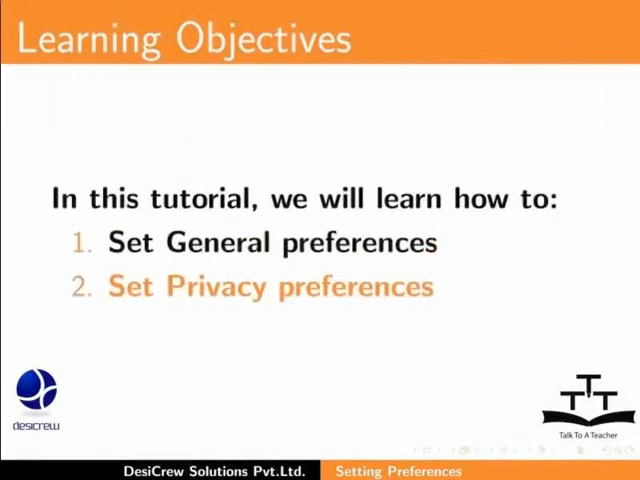 Learning Objectives
In this tutorial, we will learn how to:
1. Set General preferences
2. Set Privacy preferences
desicrew
TTT
Talk To A Teacher
DesiCrew Solutions Pvt.Ltd.
Setting Preferences